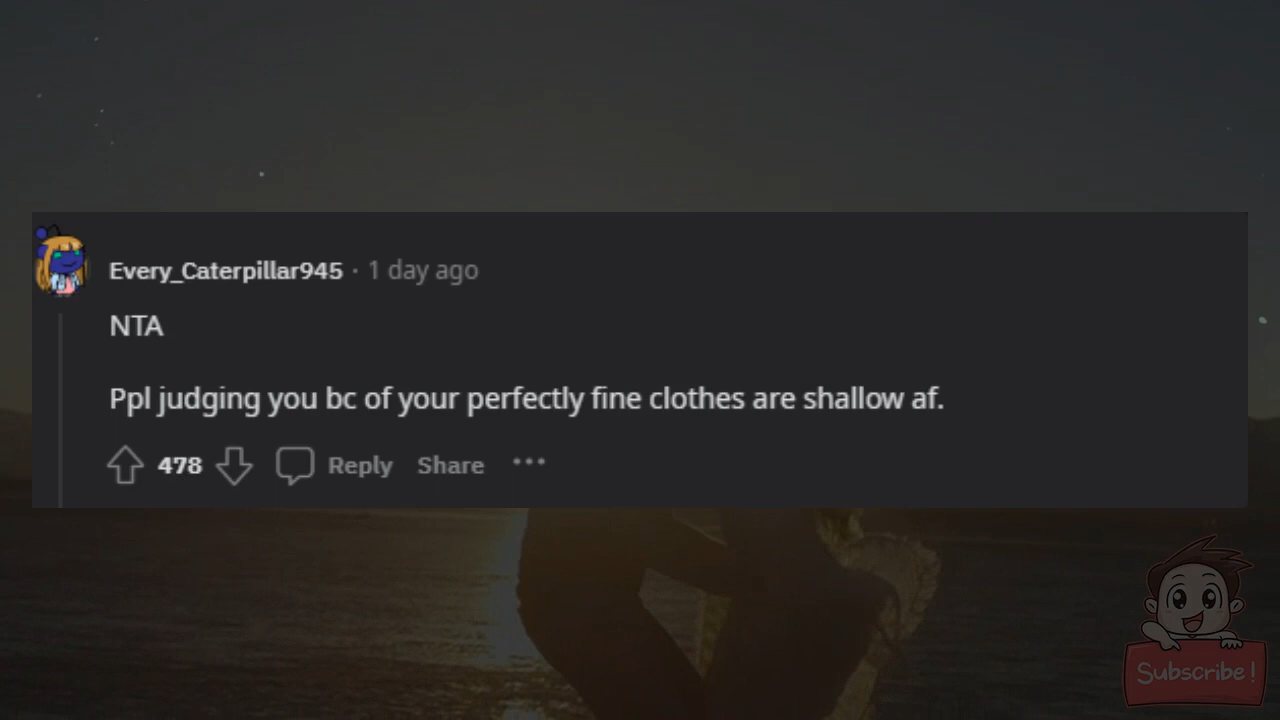 Every_Caterpillar945 · 1 day ago
NTA
Ppl judging you bc of your perfectly fine clothes are shallow af.
478 Reply Share ···
Subscribe!